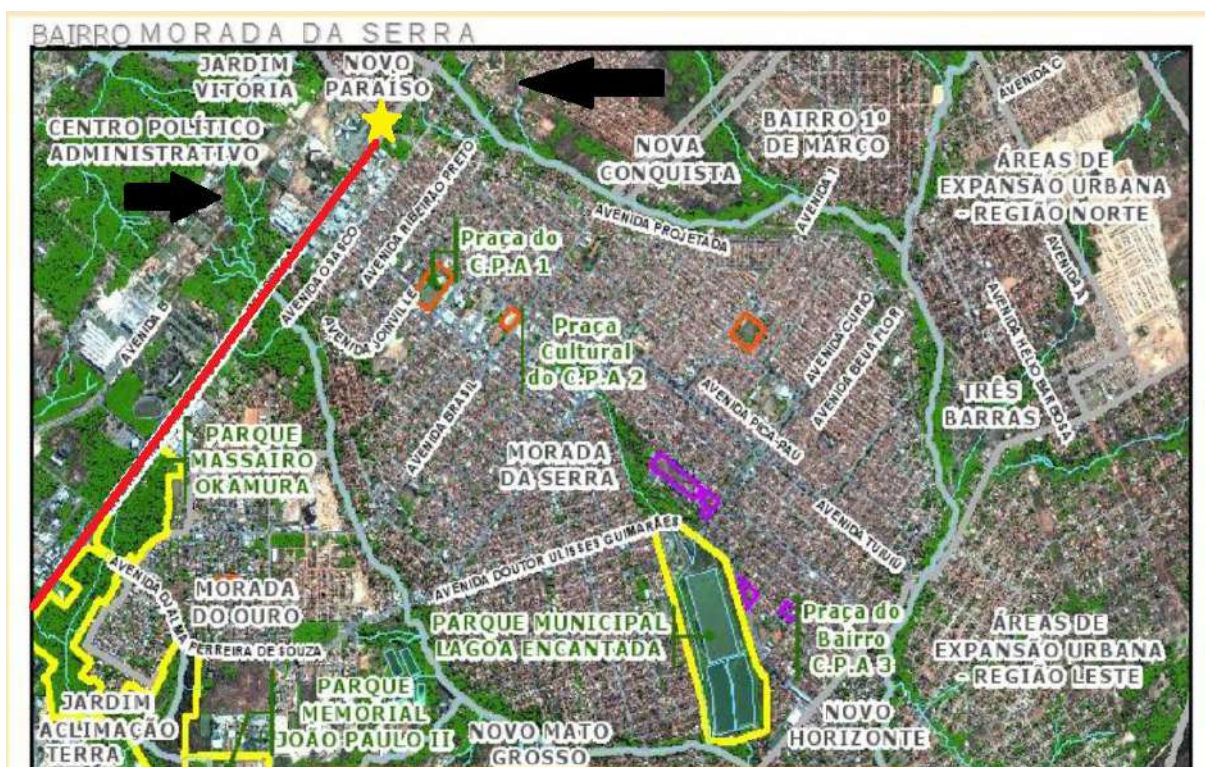 BAIRRO MORADA DA SERRA
JARDIM
VITÓRIA
NOVO
PARAÍSO
CENTRO POLÍTICO
ADMINISTRATIVO
NOVA
CONQUISTA
BAIRRO 1º
DE MARÇO
AVENIDA C
ÁREAS DE
EXPANSÃO URBANA
- REGIÃO NORTE
AVENIDA RIBEIRÃO PRETO
AVENIDA PROJETADA
AVENIDA 1
AVENIDA OSASCO
Praça do
C.P.A 1
AVENIDA JOINVILLE
AVENIDA B
Praça
Cultural
do C.P.A 2
AVENIDA CURIÓ
AVENIDA BEIJA FLOR
AVENIDA HÉLIO BARBOSA
AVENIDA BRASIL
AVENIDA PICA-PAU
TRÊS
BARRAS
PARQUE
MASSAIRO
OKAMURA
MORADA
DA SERRA
AVENIDA TUIUIÚ
AVENIDA DOUTOR ULISSES GUIMARÃES
AVENIDA DJALMA FERREIRA DE SOUZA
MORADA
DO OURO
PARQUE MUNICIPAL
LAGOA ENCANTADA
Praça do
Bairro
C.P.A 3
ÁREAS DE
EXPANSÃO URBANA
- REGIÃO LESTE
JARDIM
ACLIMAÇÃO
TERRA
PARQUE
MEMORIAL
JOÃO PAULO II
NOVO MATO
GROSSO
NOVO
HORIZONTE